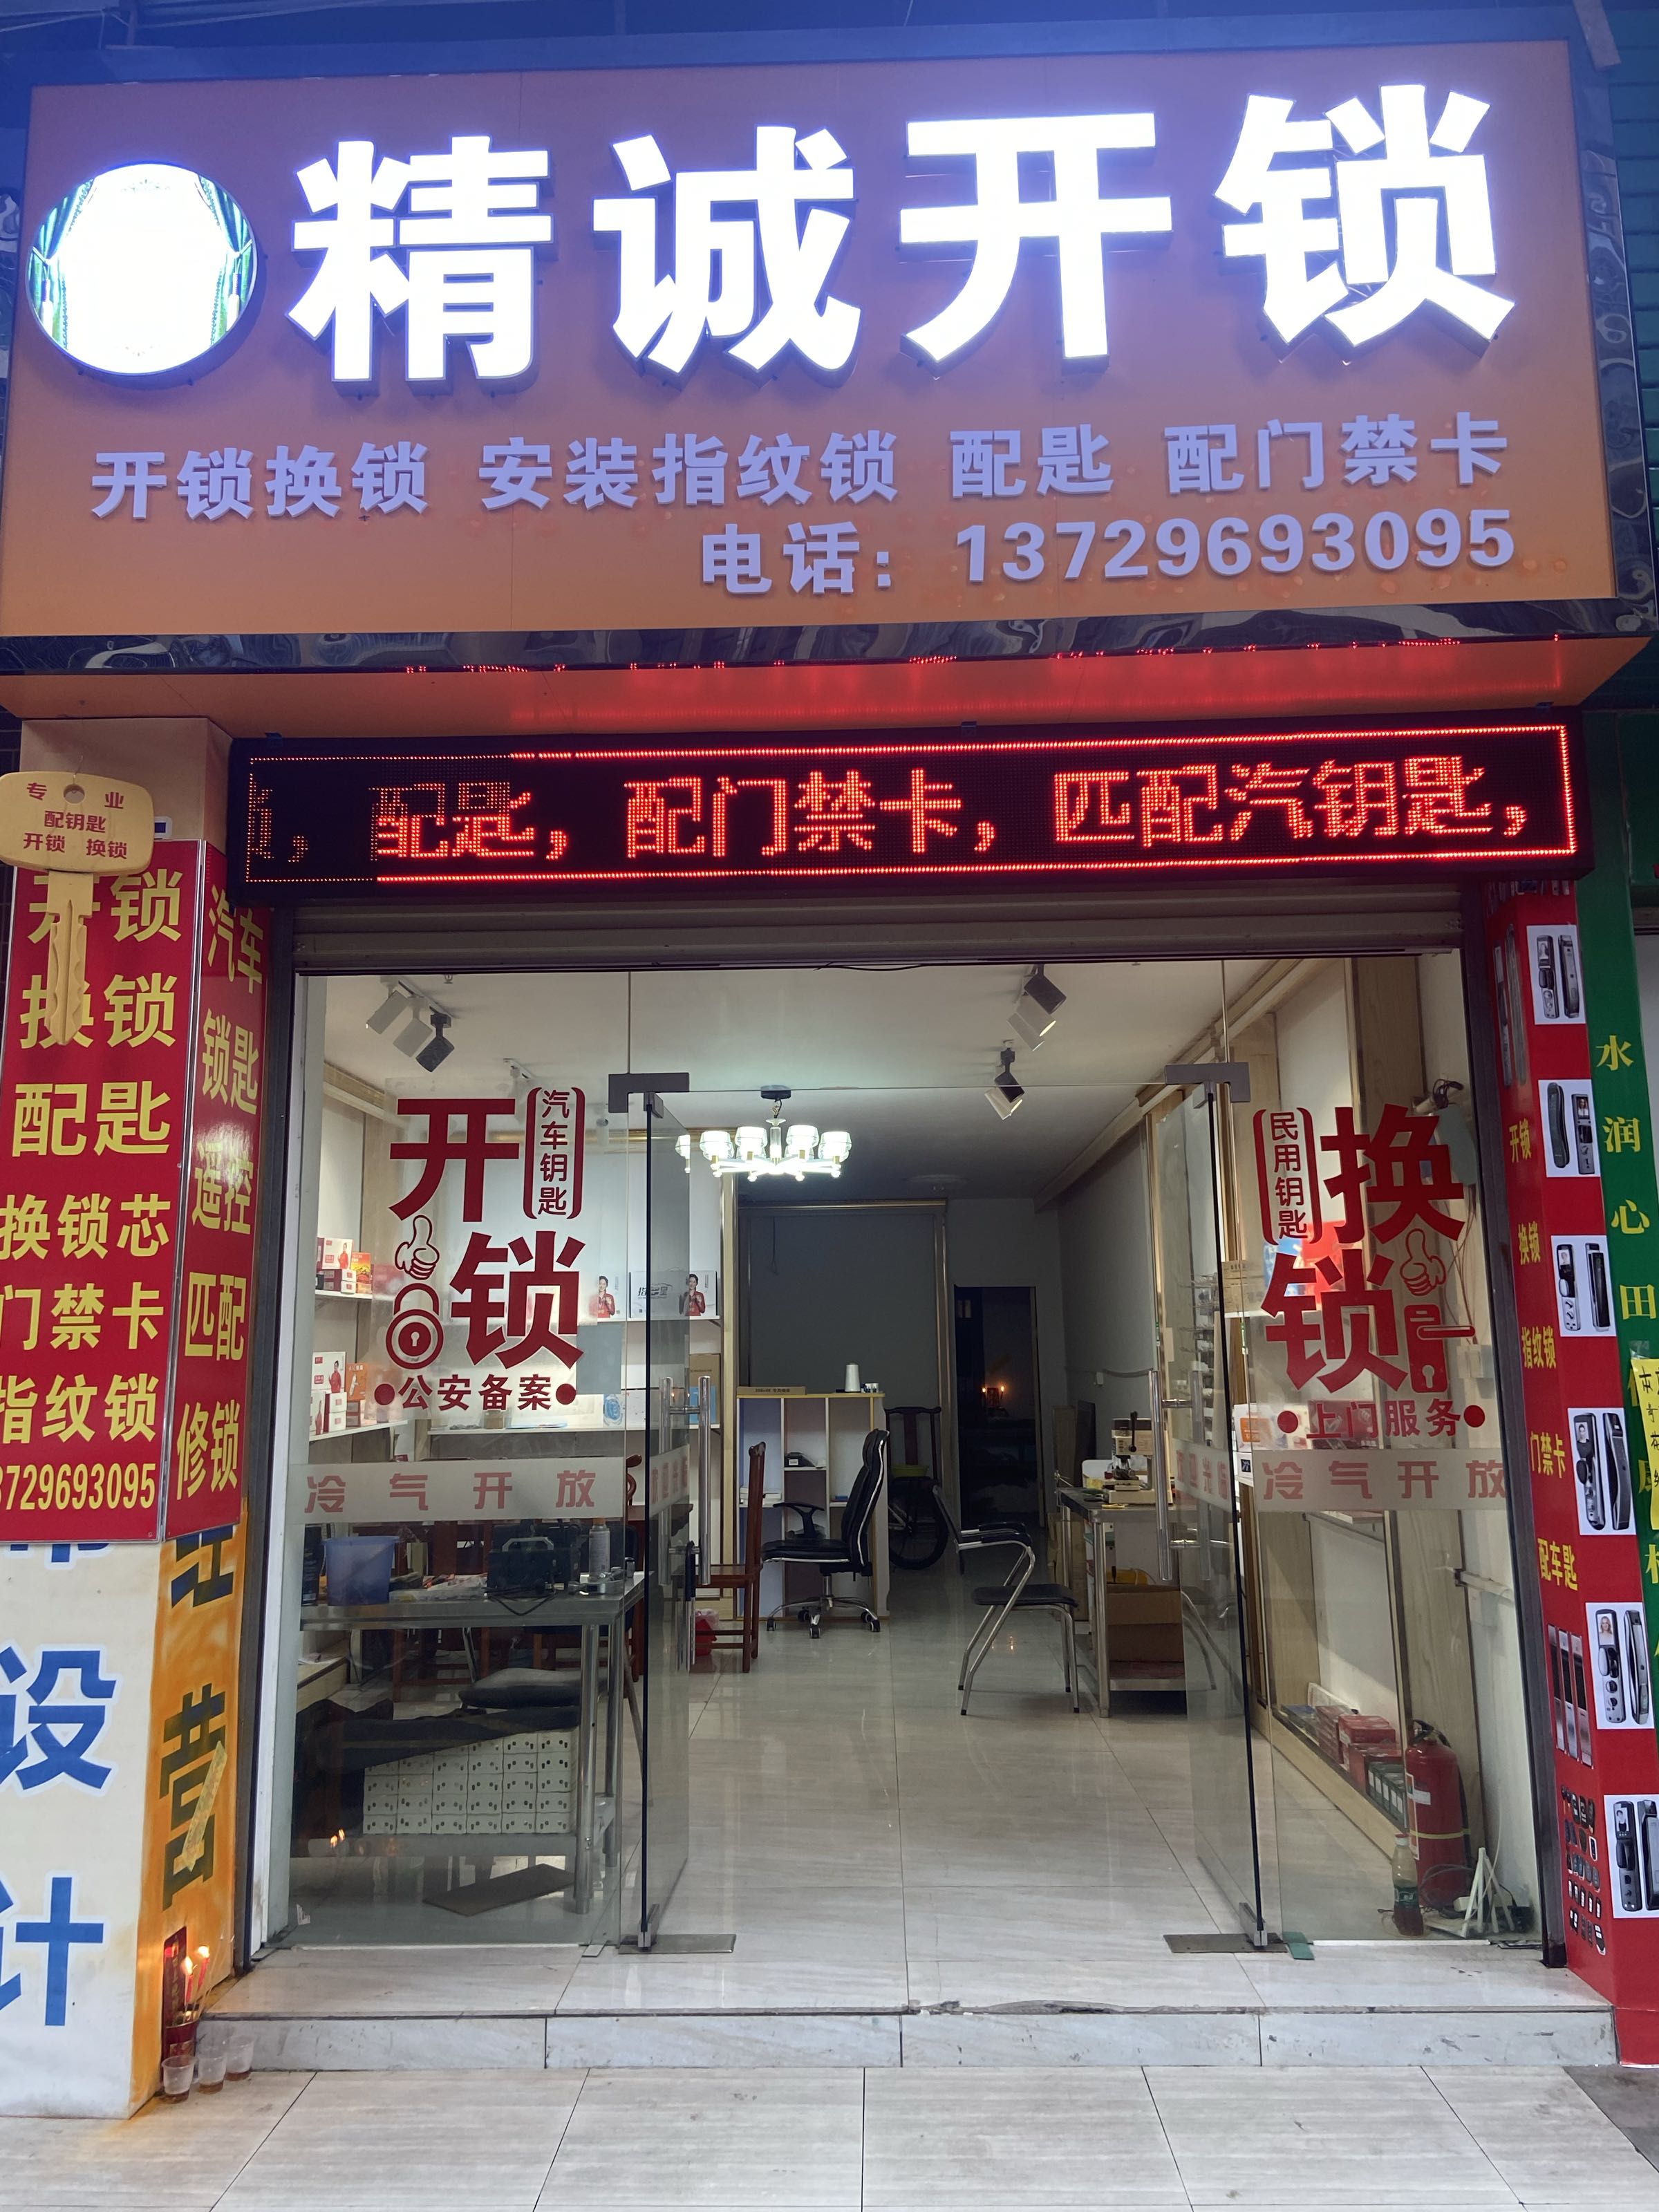 精诚开锁
开锁换锁 安装指纹锁 配匙 配门禁卡
电话：13729693095
，配匙，配门禁卡，匹配汽钥匙，
专业
配钥匙
开锁 换锁
开锁
换锁
配匙
换锁芯
门禁卡
指纹锁
3729693095
汽车
锁匙
遥控
匹配
修锁
设
计
营
开锁
汽车钥匙
公安备案
冷气开放
换锁
民用钥匙
上门服务
冷气开放
开锁
换锁
指纹锁
门禁卡
配车匙
水润心田